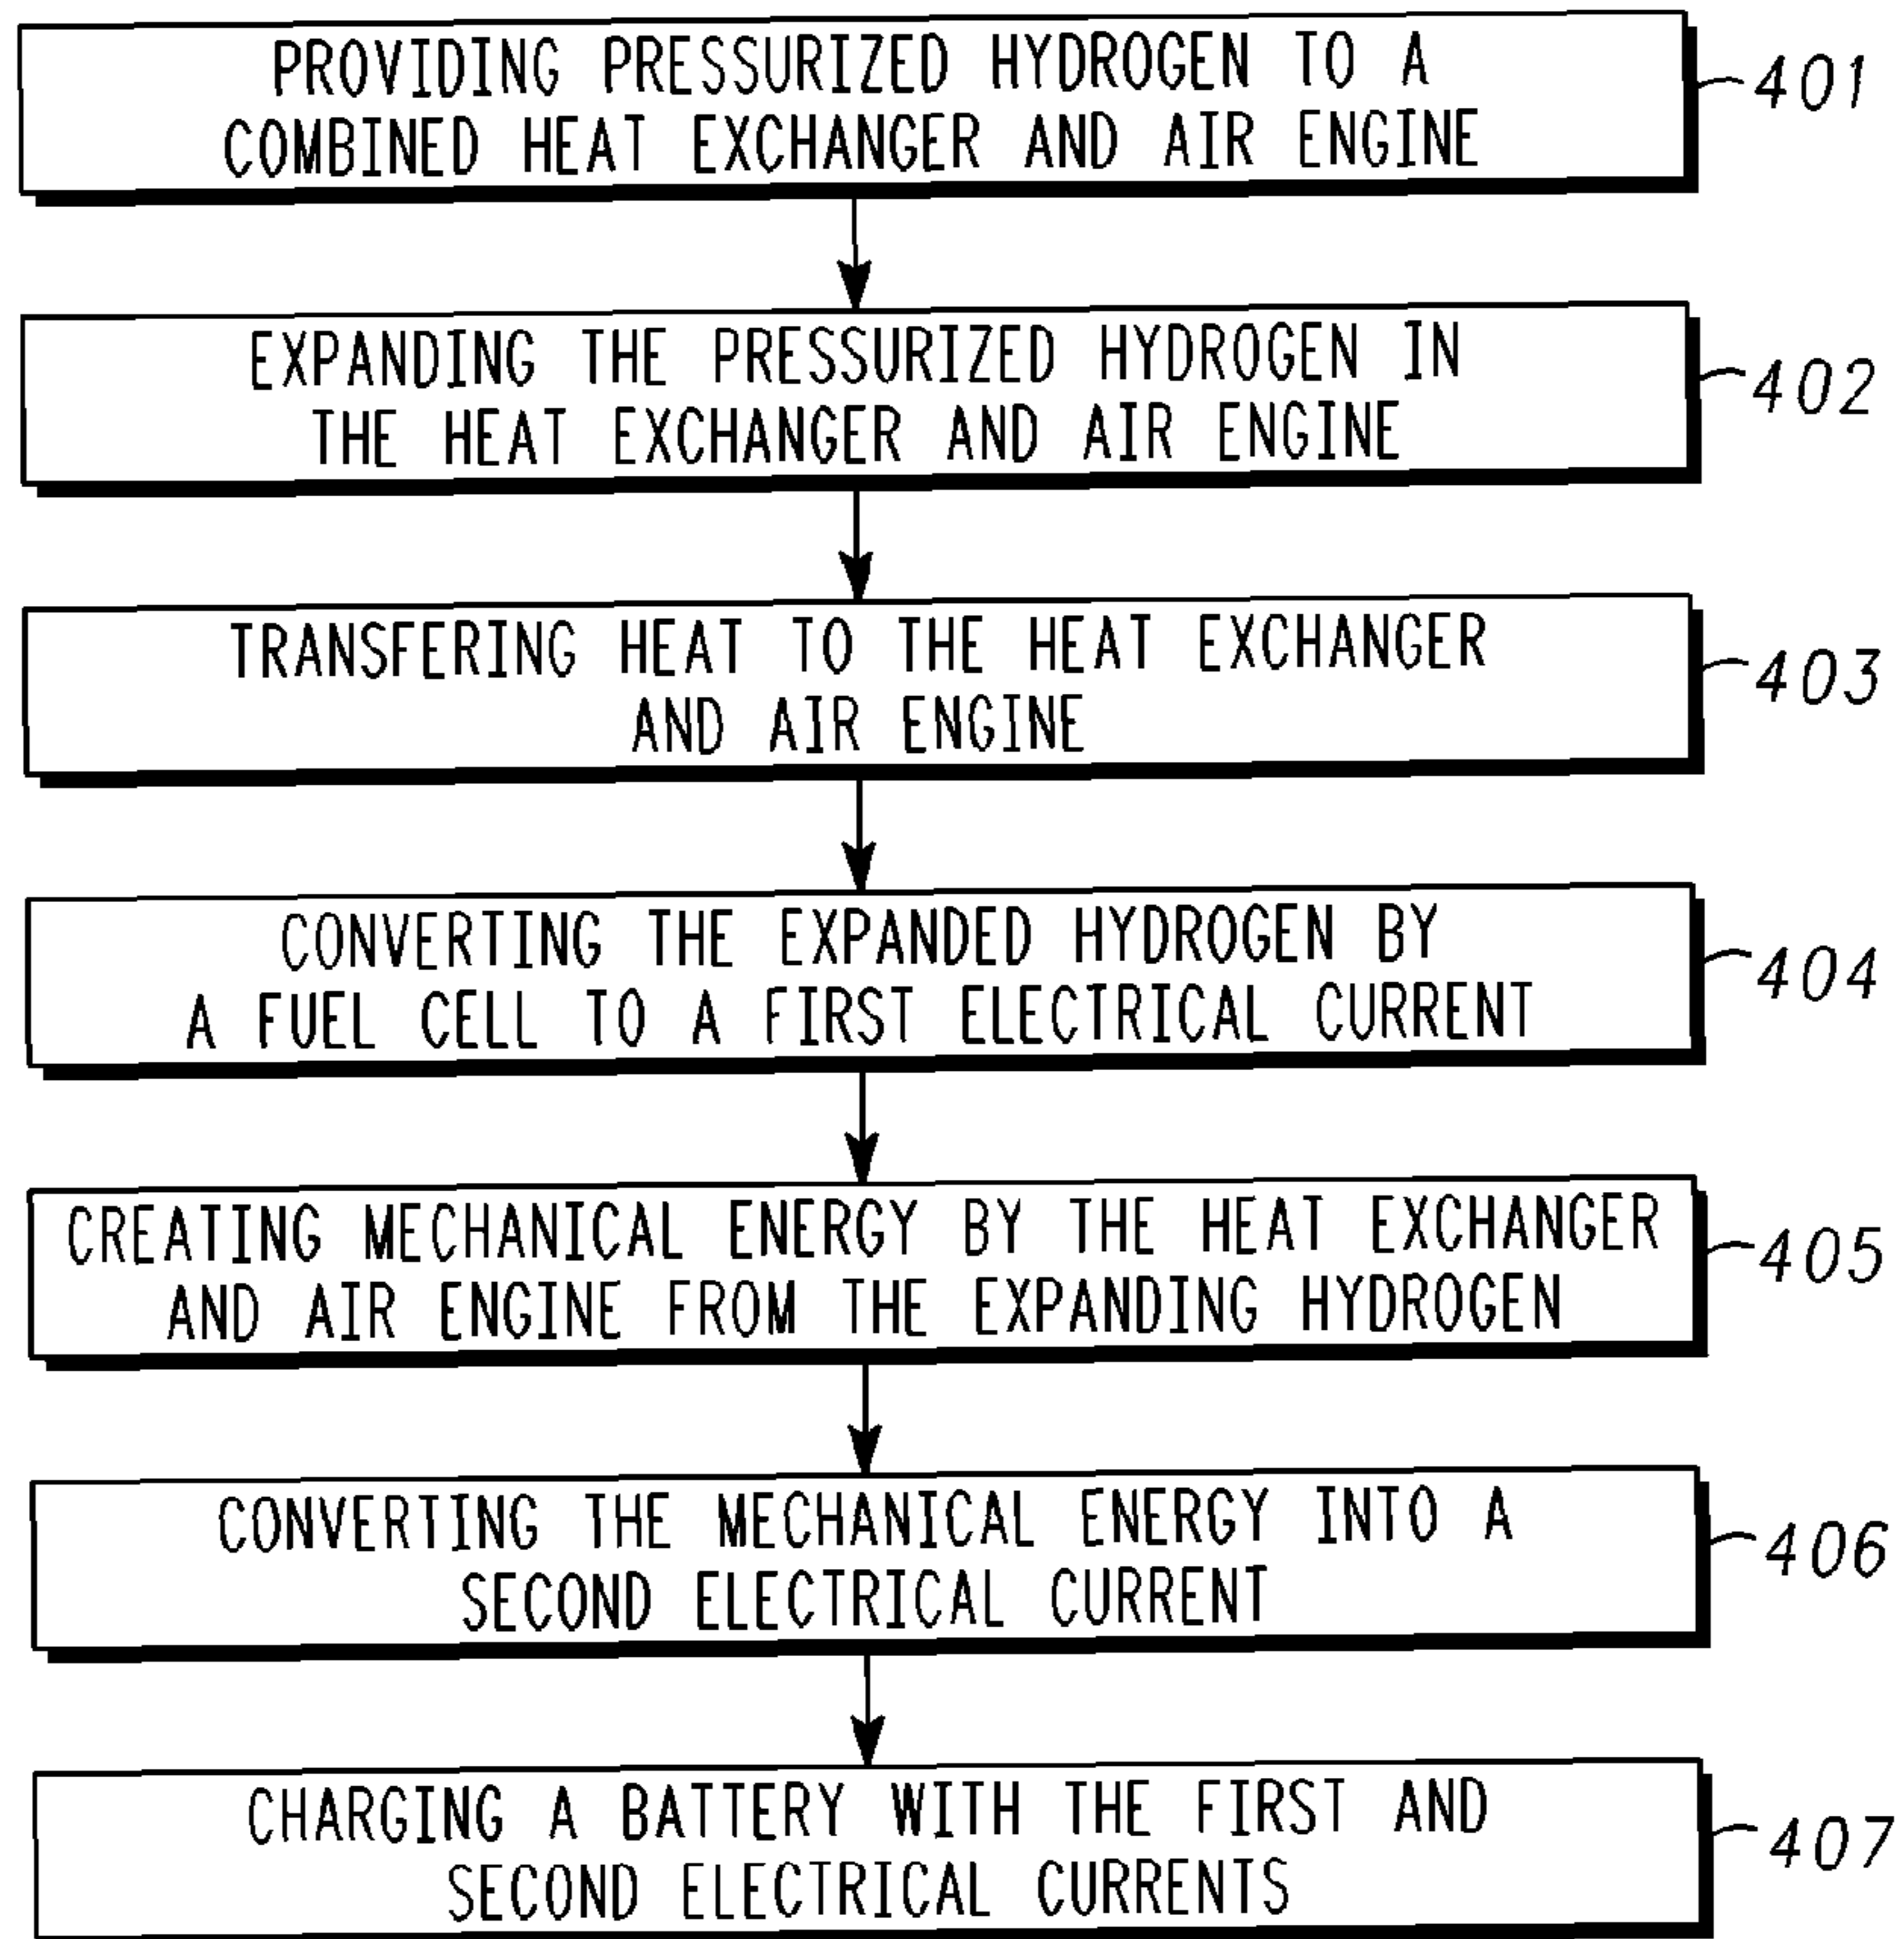 PROVIDING PRESSURIZED HYDROGEN TO A
COMBINED HEAT EXCHANGER AND AIR ENGINE
401
EXPANDING THE PRESSURIZED HYDROGEN IN
THE HEAT EXCHANGER AND AIR ENGINE
402
TRANSFERING HEAT TO THE HEAT EXCHANGER
AND AIR ENGINE
403
CONVERTING THE EXPANDED HYDROGEN BY
A FUEL CELL TO A FIRST ELECTRICAL CURRENT
404
CREATING MECHANICAL ENERGY BY THE HEAT EXCHANGER
AND AIR ENGINE FROM THE EXPANDING HYDROGEN
405
CONVERTING THE MECHANICAL ENERGY INTO A
SECOND ELECTRICAL CURRENT
406
CHARGING A BATTERY WITH THE FIRST AND
SECOND ELECTRICAL CURRENTS
407